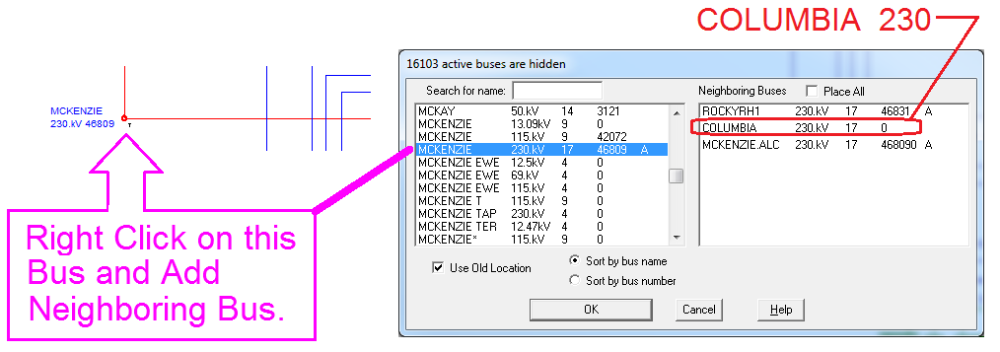 COLUMBIA 230
MCKENZIE
230.kV 46809
T
Right Click on this
Bus and Add
Neighboring Bus.
16103 active buses are hidden
Search for name:
MCKAY 50.kV 14 3121
MCKENZIE 13.09kV 9 0
MCKENZIE 115.kV 9 42072
MCKENZIE 230.kV 17 46809 A
MCKENZIE EWE 12.5kV 4 0
MCKENZIE EWE 69.kV 4 0
MCKENZIE EWE 115.kV 4 0
MCKENZIE T 115.kV 9 0
MCKENZIE TAP 230.kV 4 0
MCKENZIE TER 12.47kV 4 0
MCKENZIE* 115.kV 9 0
Neighboring Buses Place All
ROCKYRH1 230.kV 17 46831 A
COLUMBIA 230.kV 17 0
MCKENZIE.ALC 230.kV 17 468090 A
Use Old Location
Sort by bus name
Sort by bus number
OK Cancel Help